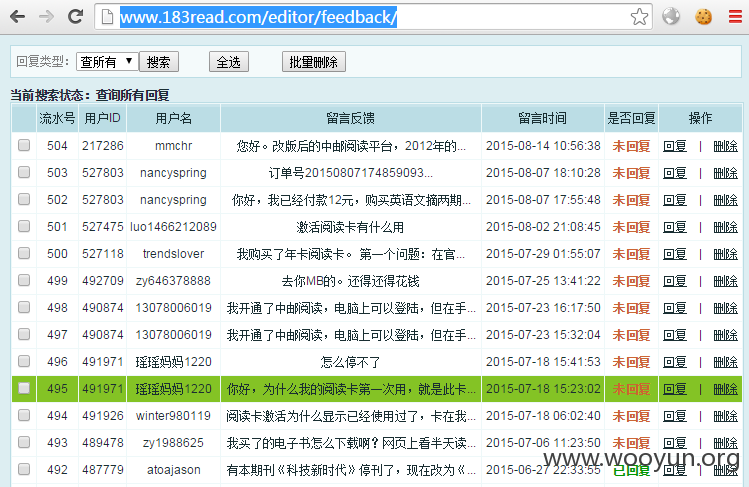 www.183read.com/editor/feedback/
回复类型： 查所有 搜索 全选 批量删除
当前搜索状态：查询所有回复
流水号 用户ID 用户名 留言反馈 留言时间 是否回复 操作
504 217286 mmchr 您好。改版后的中邮阅读平台，2012年的... 2015-08-14 10:56:38 未回复 回复 | 删除
503 527803 nancyspring 订单号20150807174859093... 2015-08-07 18:10:28 未回复 回复 | 删除
502 527803 nancyspring 你好，我已经付款12元，购买英语文摘两期... 2015-08-07 17:55:48 未回复 回复 | 删除
501 527475 luo1466212089 激活阅读卡有什么用 2015-08-02 21:08:45 未回复 回复 | 删除
500 527118 trendslover 我购买了年卡阅读卡。 第一个问题：在官... 2015-07-29 01:55:07 未回复 回复 | 删除
499 492709 zy646378888 去你MB的。还得还得花钱 2015-07-25 13:41:22 未回复 回复 | 删除
498 490874 13078006019 我开通了中邮阅读，电脑上可以登陆，但在手... 2015-07-23 16:17:50 未回复 回复 | 删除
497 490874 13078006019 我开通了中邮阅读，电脑上可以登陆，但在手... 2015-07-23 15:32:04 未回复 回复 | 删除
496 491971 瑶瑶妈妈1220 怎么停不了 2015-07-18 15:41:53 未回复 回复 | 删除
495 491971 瑶瑶妈妈1220 你好，为什么我的阅读卡第一次用，就是此卡... 2015-07-18 15:23:02 未回复 回复 | 删除
494 491926 winter980119 阅读卡激活为什么显示已经使用过了，卡在我... 2015-07-18 06:02:40 未回复 回复 | 删除
493 489478 zy1988625 我买了的电子书怎么下载啊？网页上看半天读... 2015-07-06 11:23:50 未回复 回复 | 删除
492 487779 atoajason 有本期刊《科技新时代》停刊了，现在改为《... 2015-06-27 22:33:55 已回复 回复 | 删除
www.wooyun.org